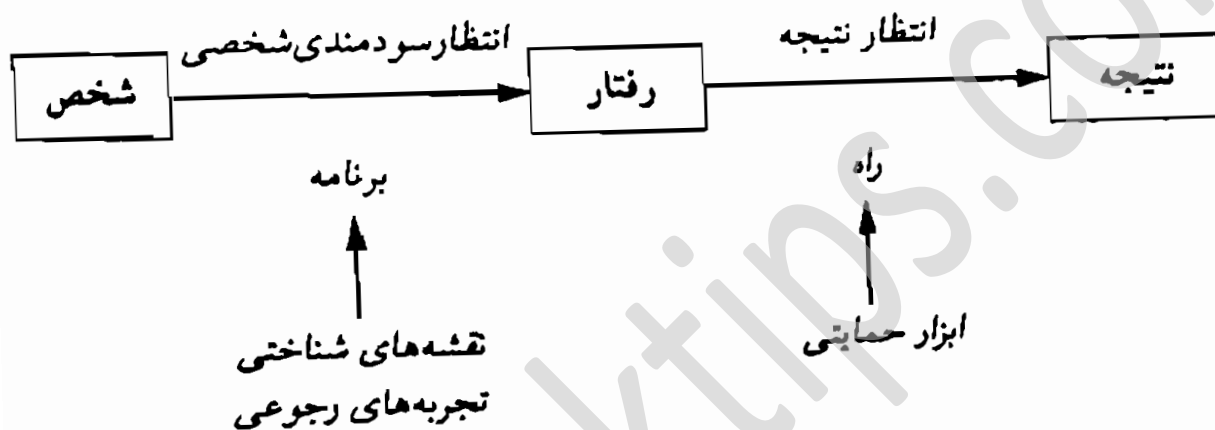 انتظار سودمندی شخصی
انتظار نتیجه
شخص
رفتار
نتیجه
برنامه
راه
نقشه‌های شناختی
تجربه‌های رجوعی
ابزار حمایتی